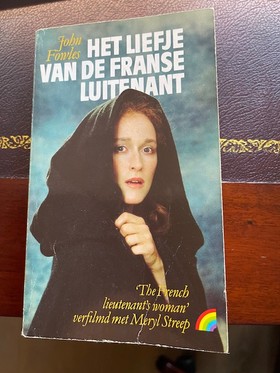 John
Fowles
HET LIEFJE
VAN DE FRANSE
LUITENANT
'The French
lieutenant's woman'
verfilmd met Meryl Streep